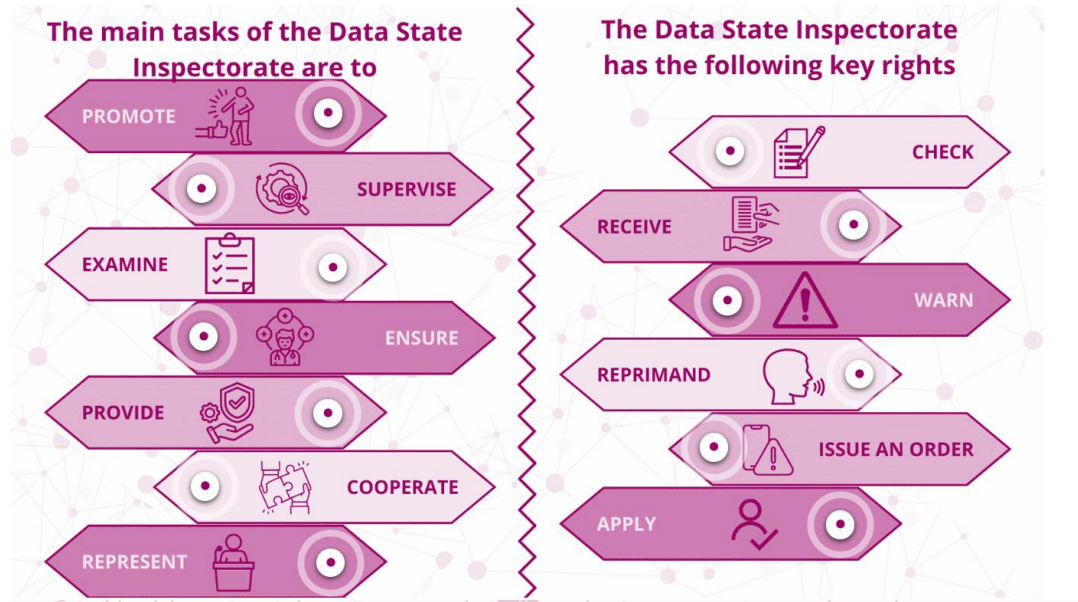 The main tasks of the Data State
Inspectorate are to
PROMOTE
SUPERVISE
EXAMINE
ENSURE
PROVIDE
COOPERATE
REPRESENT
The Data State Inspectorate
has the following key rights
CHECK
RECEIVE
WARN
REPRIMAND
ISSUE AN ORDER
APPLY